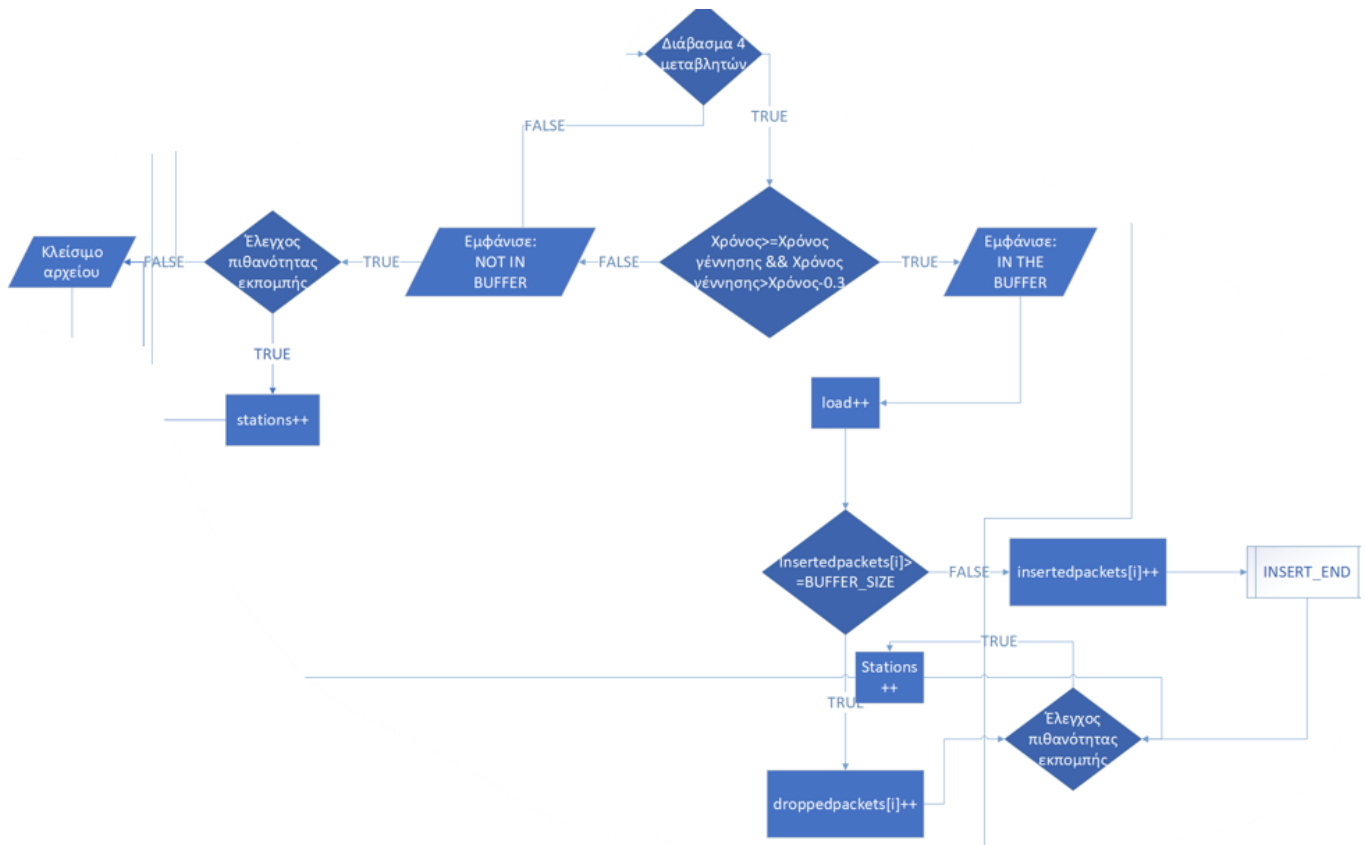 Διάβασμα 4
μεταβλητών
TRUE
FALSE
Κλείσιμο
αρχείου
FALSE
Έλεγχος
πιθανότητας
εκπομπής
TRUE
Εμφάνισε:
NOT IN
BUFFER
FALSE
Χρόνος>=Χρόνος
γέννησης && Χρόνος
γέννησης>Χρόνος-0.3
TRUE
Εμφάνισε:
IN THE
BUFFER
TRUE
stations++
load++
Insertedpackets[i]>
=BUFFER_SIZE
FALSE
insertedpackets[i]++
INSERT_END
TRUE
Stations
++
TRUE
Έλεγχος
πιθανότητας
εκπομπής
droppedpackets[i]++